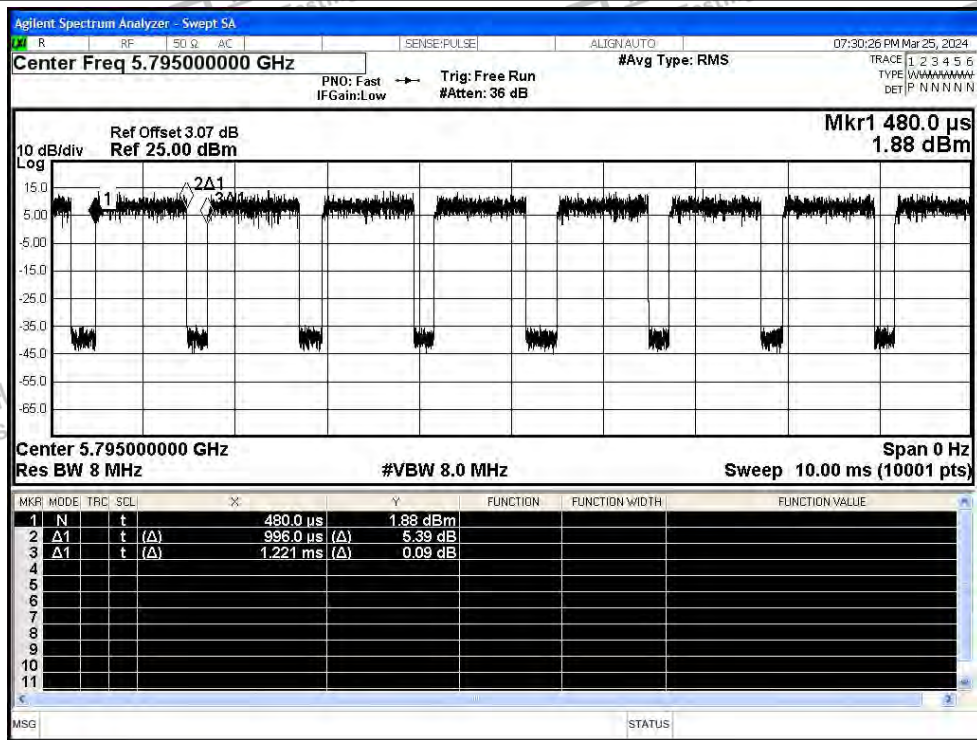 Agilent Spectrum Analyzer - Swept SA
R RF 50 Ω AC SENSE:PULSE ALIGN AUTO 07:30:26 PM Mar 25, 2024
Center Freq 5.795000000 GHz #Avg Type: RMS TRACE 1 2 3 4 5 6
PNO: Fast Trig: Free Run TYPE WWWWWW
IFGain:Low #Atten: 36 dB DET P N N N N N
Mkr1 480.0 µs
Ref Offset 3.07 dB
10 dB/div Ref 25.00 dBm 1.88 dBm
Log
15.0
5.00
-5.00
-15.0
-25.0
-35.0
-45.0
-55.0
-65.0
1 2Δ1 3Δ1
Center 5.795000000 GHz Span 0 Hz
Res BW 8 MHz #VBW 8.0 MHz Sweep 10.00 ms (10001 pts)
MKR MODE TRC SCL X Y FUNCTION FUNCTION WIDTH FUNCTION VALUE
1 N t 480.0 µs 1.88 dBm
2 Δ1 t (Δ) 996.0 µs (Δ) 5.39 dB
3 Δ1 t (Δ) 1.221 ms (Δ) 0.09 dB
4
5
6
7
8
9
10
11
MSG STATUS